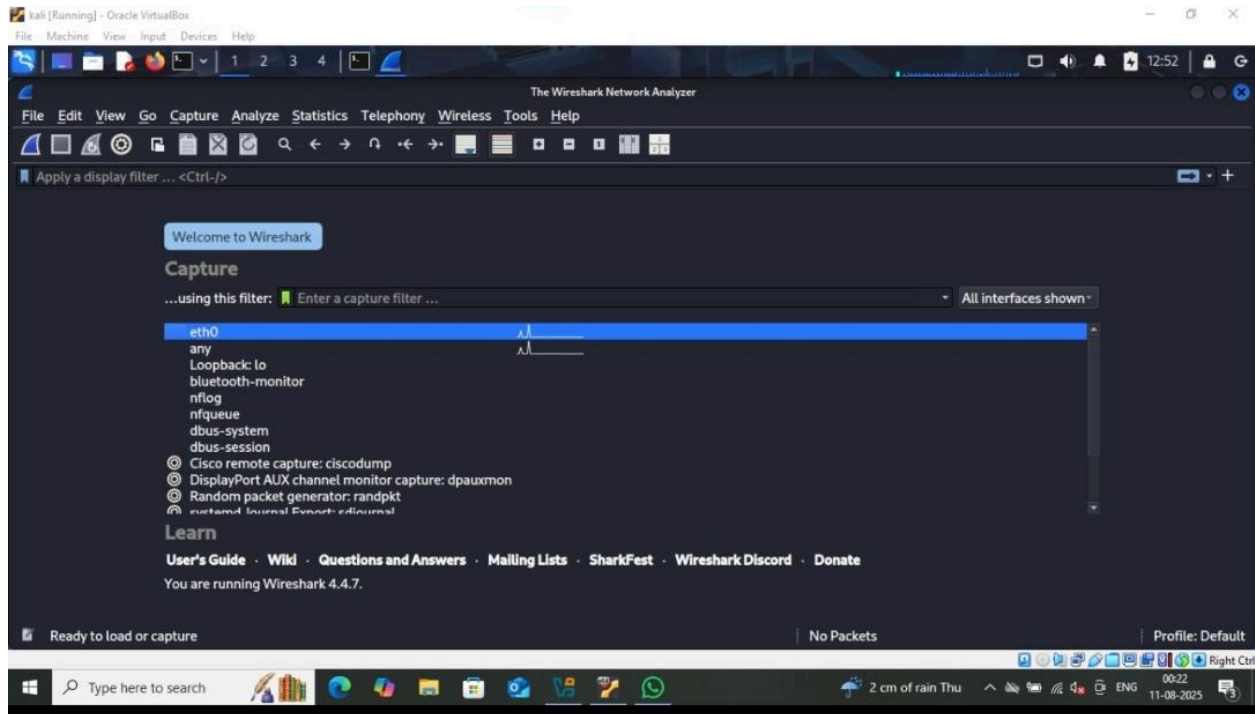 kali [Running] - Oracle VirtualBox
File Machine View Input Devices Help
1 2 3 4 12:52
The Wireshark Network Analyzer
File Edit View Go Capture Analyze Statistics Telephony Wireless Tools Help
Apply a display filter ... <Ctrl-/>
Welcome to Wireshark
Capture
...using this filter: Enter a capture filter ... All interfaces shown
eth0
any
Loopback: lo
bluetooth-monitor
nflog
nfqueue
dbus-system
dbus-session
Cisco remote capture: ciscodump
DisplayPort AUX channel monitor capture: dpauxmon
Random packet generator: randpkt
systemd Journal Export: sdjournal
Learn
User's Guide · Wiki · Questions and Answers · Mailing Lists · SharkFest · Wireshark Discord · Donate
You are running Wireshark 4.4.7.
Ready to load or capture No Packets Profile: Default
Right Ctrl
Type here to search 2 cm of rain Thu ENG 00:22
11-08-2025